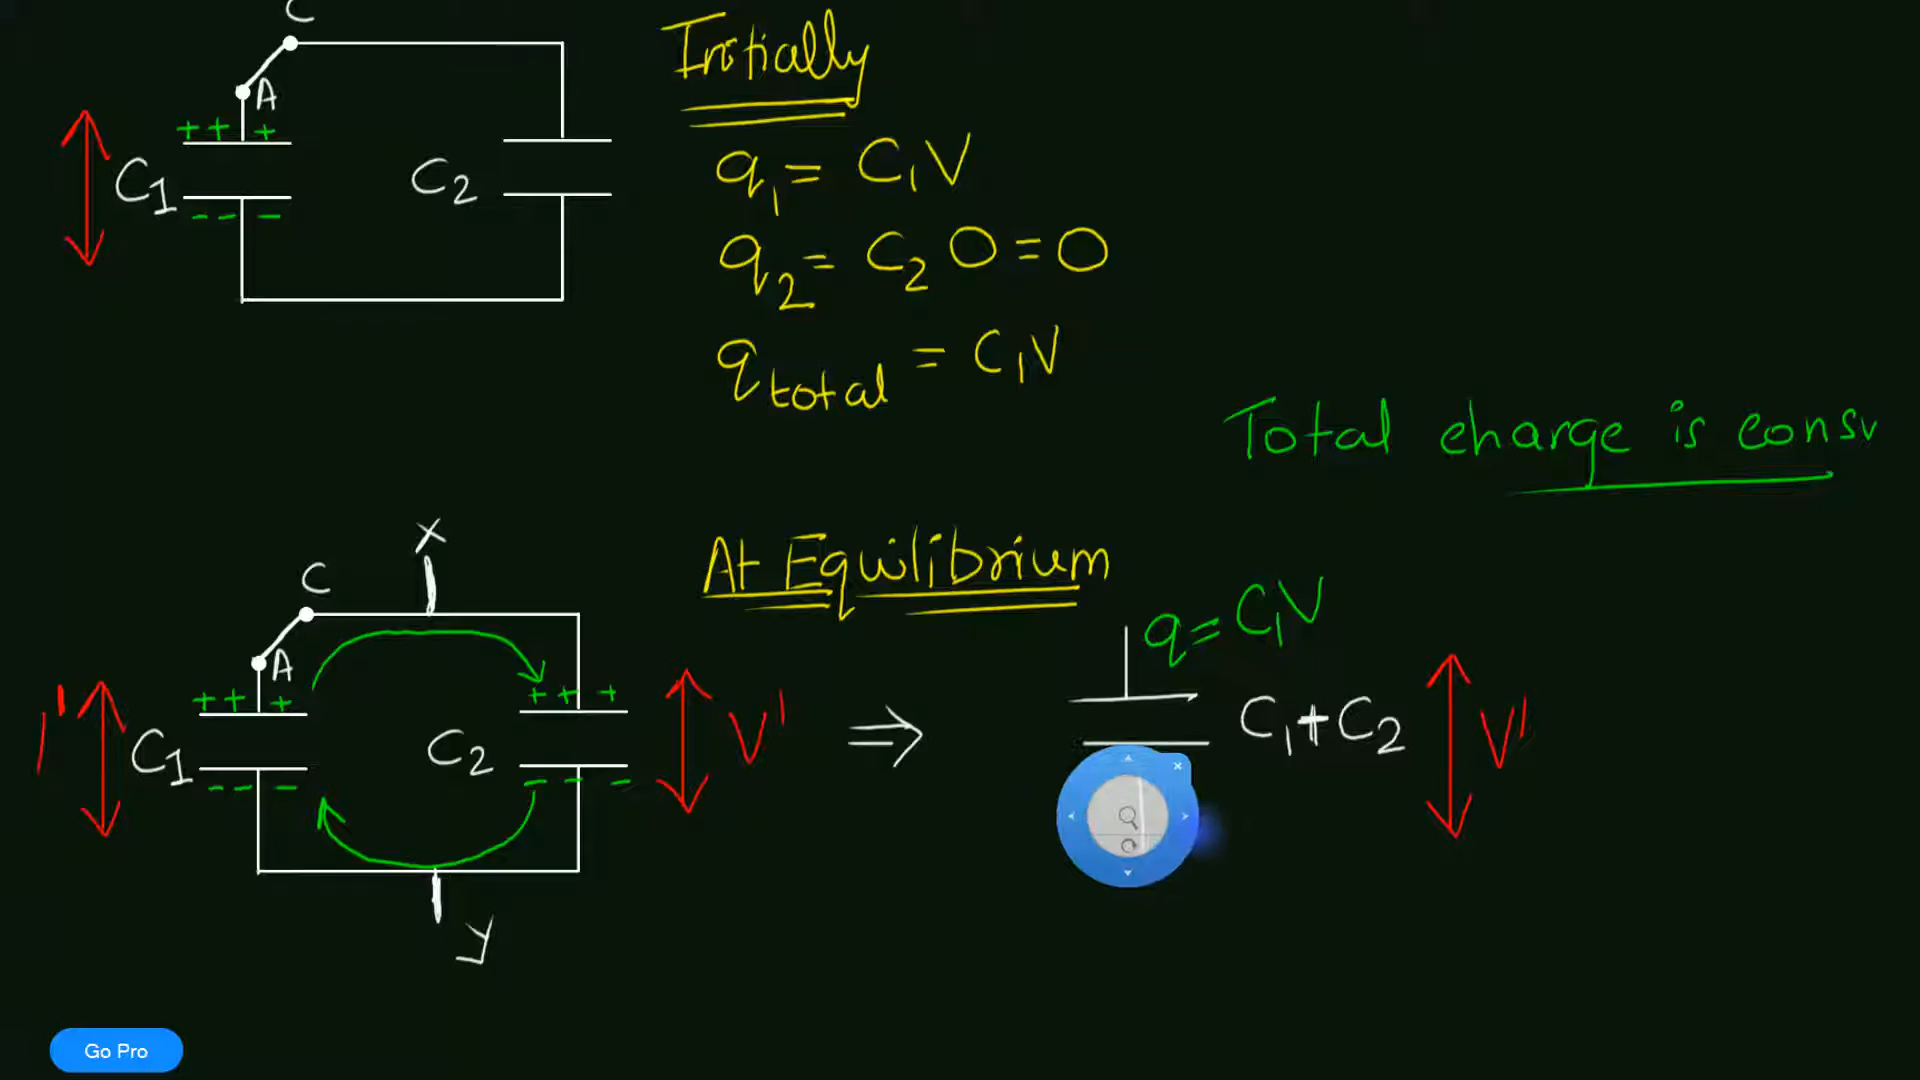 C
A
+ + +
C1
- - -
C2
Initially
q1 = C1V
q2 = C2 0 = 0
qtotal = C1V
Total charge is consv
X
C
A
+ + +
C1
- - -
+ + +
C2
- - -
V'
y
At Equilibrium
⇒
q = C1V
C1+C2
V'
Go Pro